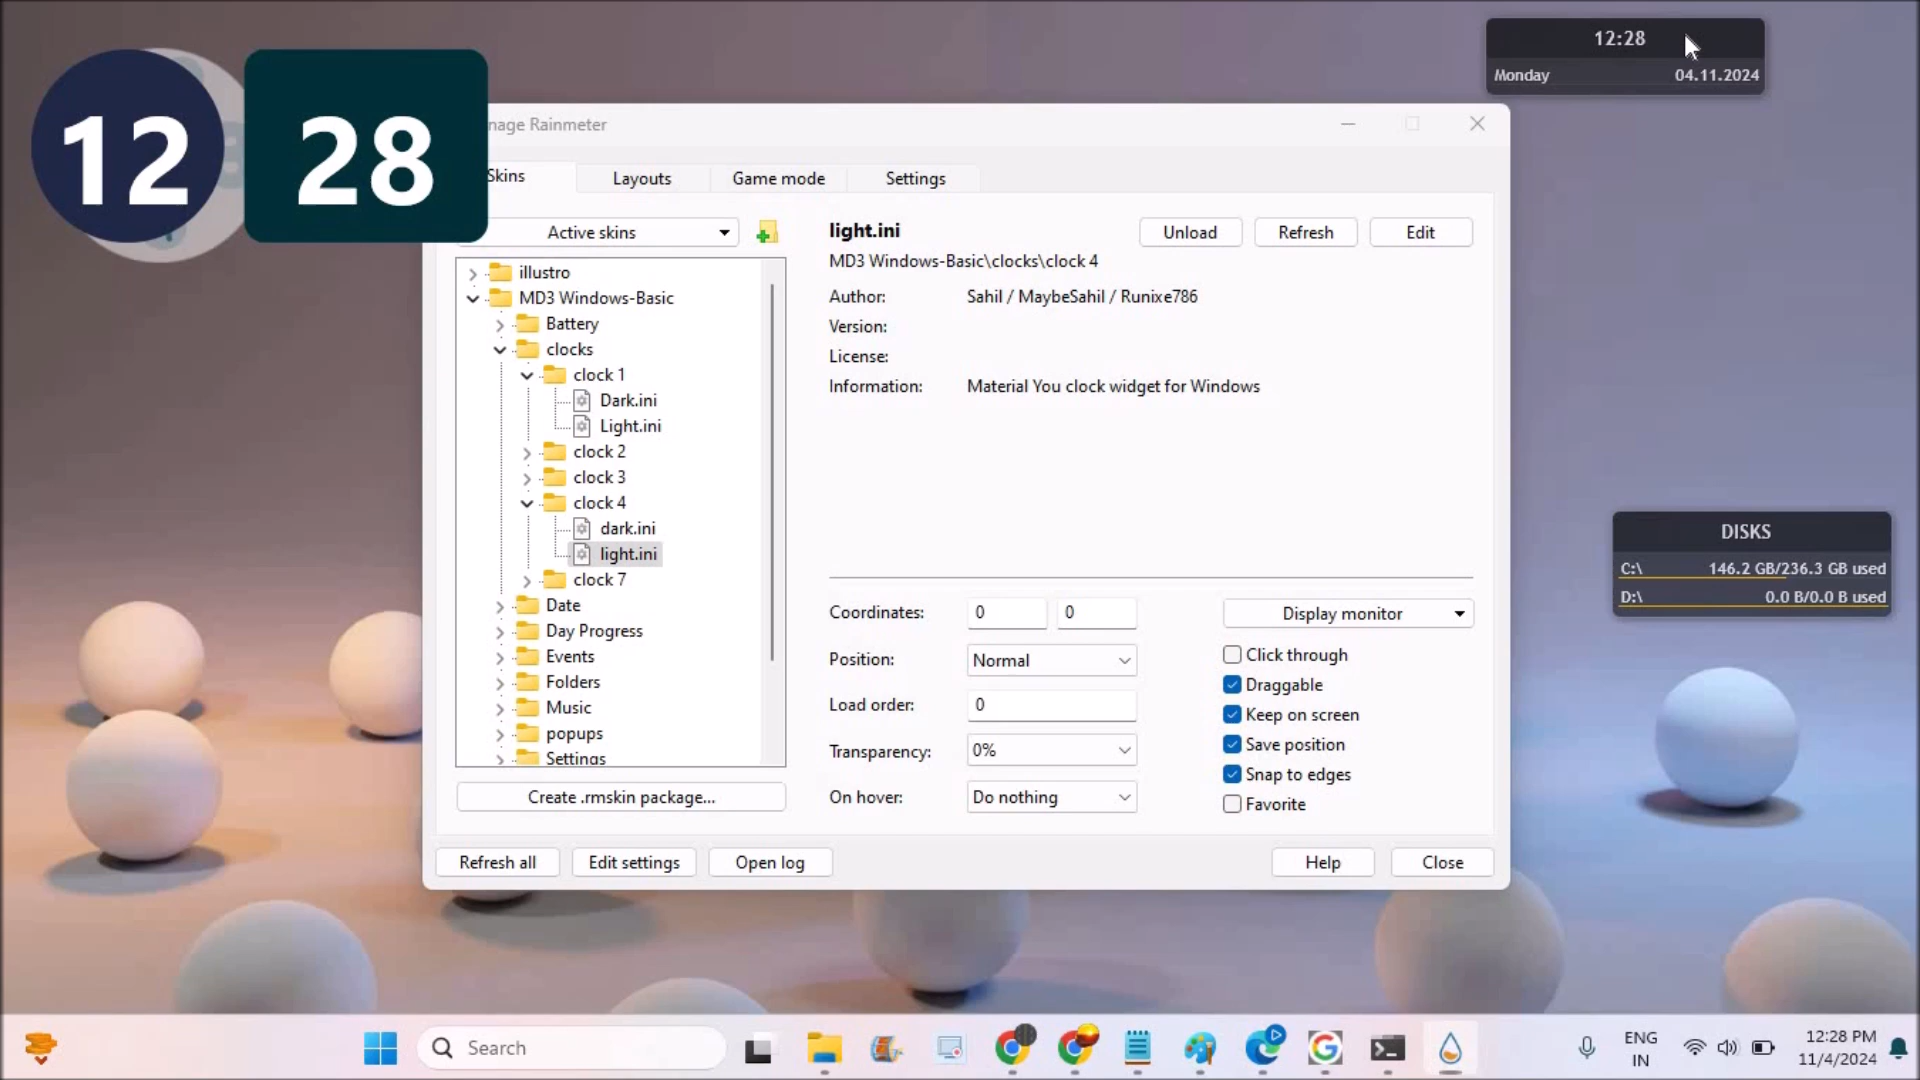 12 28
12:28
Monday 04.11.2024
nage Rainmeter
Skins Layouts Game mode Settings
Active skins
illustro
MD3 Windows-Basic
Battery
clocks
clock 1
Dark.ini
Light.ini
clock 2
clock 3
clock 4
dark.ini
light.ini
clock 7
Date
Day Progress
Events
Folders
Music
popups
Settings
Create .rmskin package...
light.ini Unload Refresh Edit
MD3 Windows-Basic\clocks\clock 4
Author: Sahil / MaybeSahil / Runixe786
Version:
License:
Information: Material You clock widget for Windows
Coordinates: 0 0 Display monitor
Position: Normal
Load order: 0
Transparency: 0%
On hover: Do nothing
Click through
Draggable
Keep on screen
Save position
Snap to edges
Favorite
Refresh all Edit settings Open log Help Close
DISKS
C:\ 146.2 GB/236.3 GB used
D:\ 0.0 B/0.0 B used
Search
ENG
IN
12:28 PM
11/4/2024